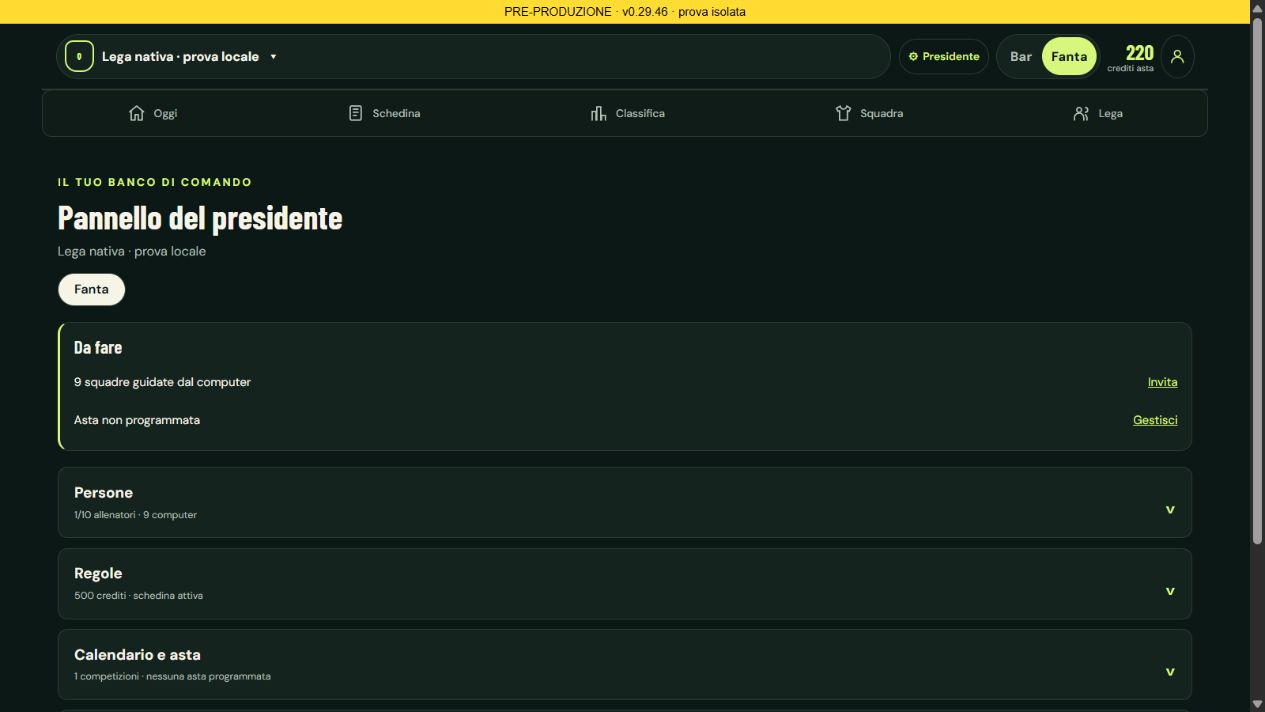 PRE-PRODUZIONE · v0.29.46 · prova isolata
0 Lega nativa · prova locale ▾
Presidente
Bar Fanta
220
crediti asta
Oggi Schedina Classifica Squadra Lega
IL TUO BANCO DI COMANDO
Pannello del presidente
Lega nativa · prova locale
Fanta
Da fare
9 squadre guidate dal computer Invita
Asta non programmata Gestisci
Persone
1/10 allenatori · 9 computer
v
Regole
500 crediti · schedina attiva
v
Calendario e asta
1 competizioni · nessuna asta programmata
v